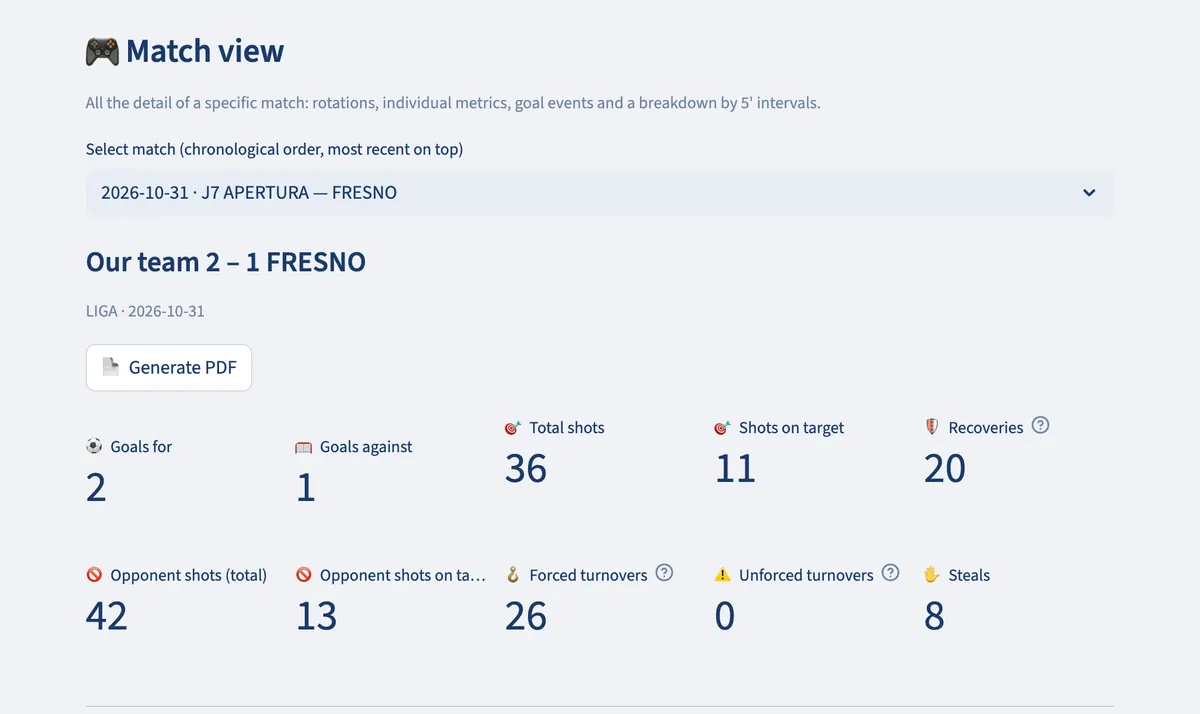 Match view
All the detail of a specific match: rotations, individual metrics, goal events and a breakdown by 5' intervals.
Select match (chronological order, most recent on top)
2026-10-31 · J7 APERTURA — FRESNO
Our team 2 – 1 FRESNO
LIGA · 2026-10-31
Generate PDF
Goals for
2
Goals against
1
Total shots
36
Shots on target
11
Recoveries
20
Opponent shots (total)
42
Opponent shots on ta…
13
Forced turnovers
26
Unforced turnovers
0
Steals
8